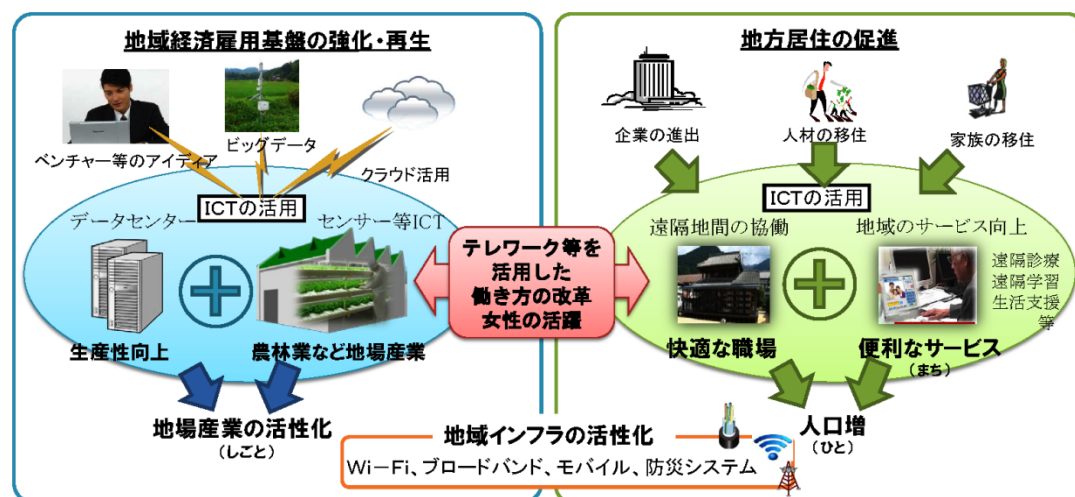 地域経済雇用基盤の強化・再生
ベンチャー等のアイディア
ビッグデータ
クラウド活用
ICTの活用
データセンター
センサー等ICT
生産性向上
農林業など地場産業
地場産業の活性化
(しごと)
テレワーク等を
活用した
働き方の改革
女性の活躍
地方居住の促進
企業の進出
人材の移住
家族の移住
ICTの活用
遠隔地間の協働
地域のサービス向上
遠隔診療
遠隔学習
生活支援
等
快適な職場
便利なサービス
(まち)
人口増
(ひと)
地域インフラの活性化
Wi－Fi、ブロードバンド、モバイル、防災システム